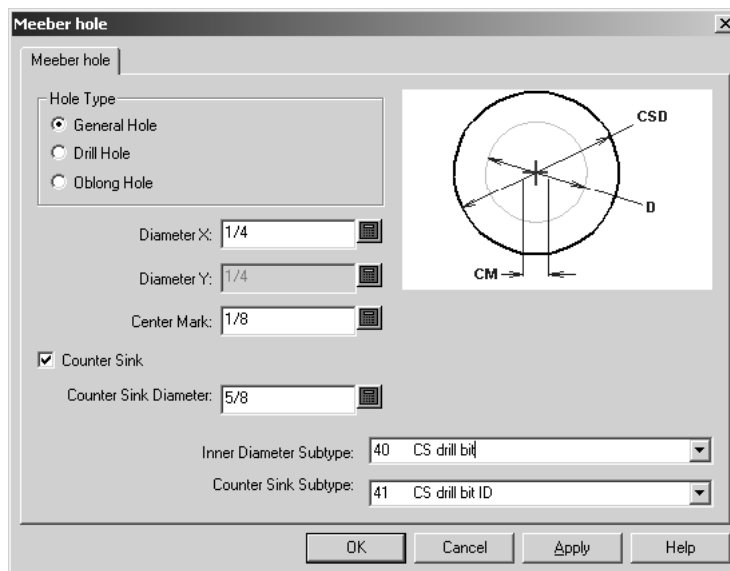 Meeber hole
Meeber hole
Hole Type
General Hole
Drill Hole
Oblong Hole
Diameter X: 1/4
Diameter Y: 1/4
Center Mark: 1/8
Counter Sink
Counter Sink Diameter: 5/8
CSD
D
CM
Inner Diameter Subtype: 40 CS drill bit
Counter Sink Subtype: 41 CS drill bit ID
OK Cancel Apply Help